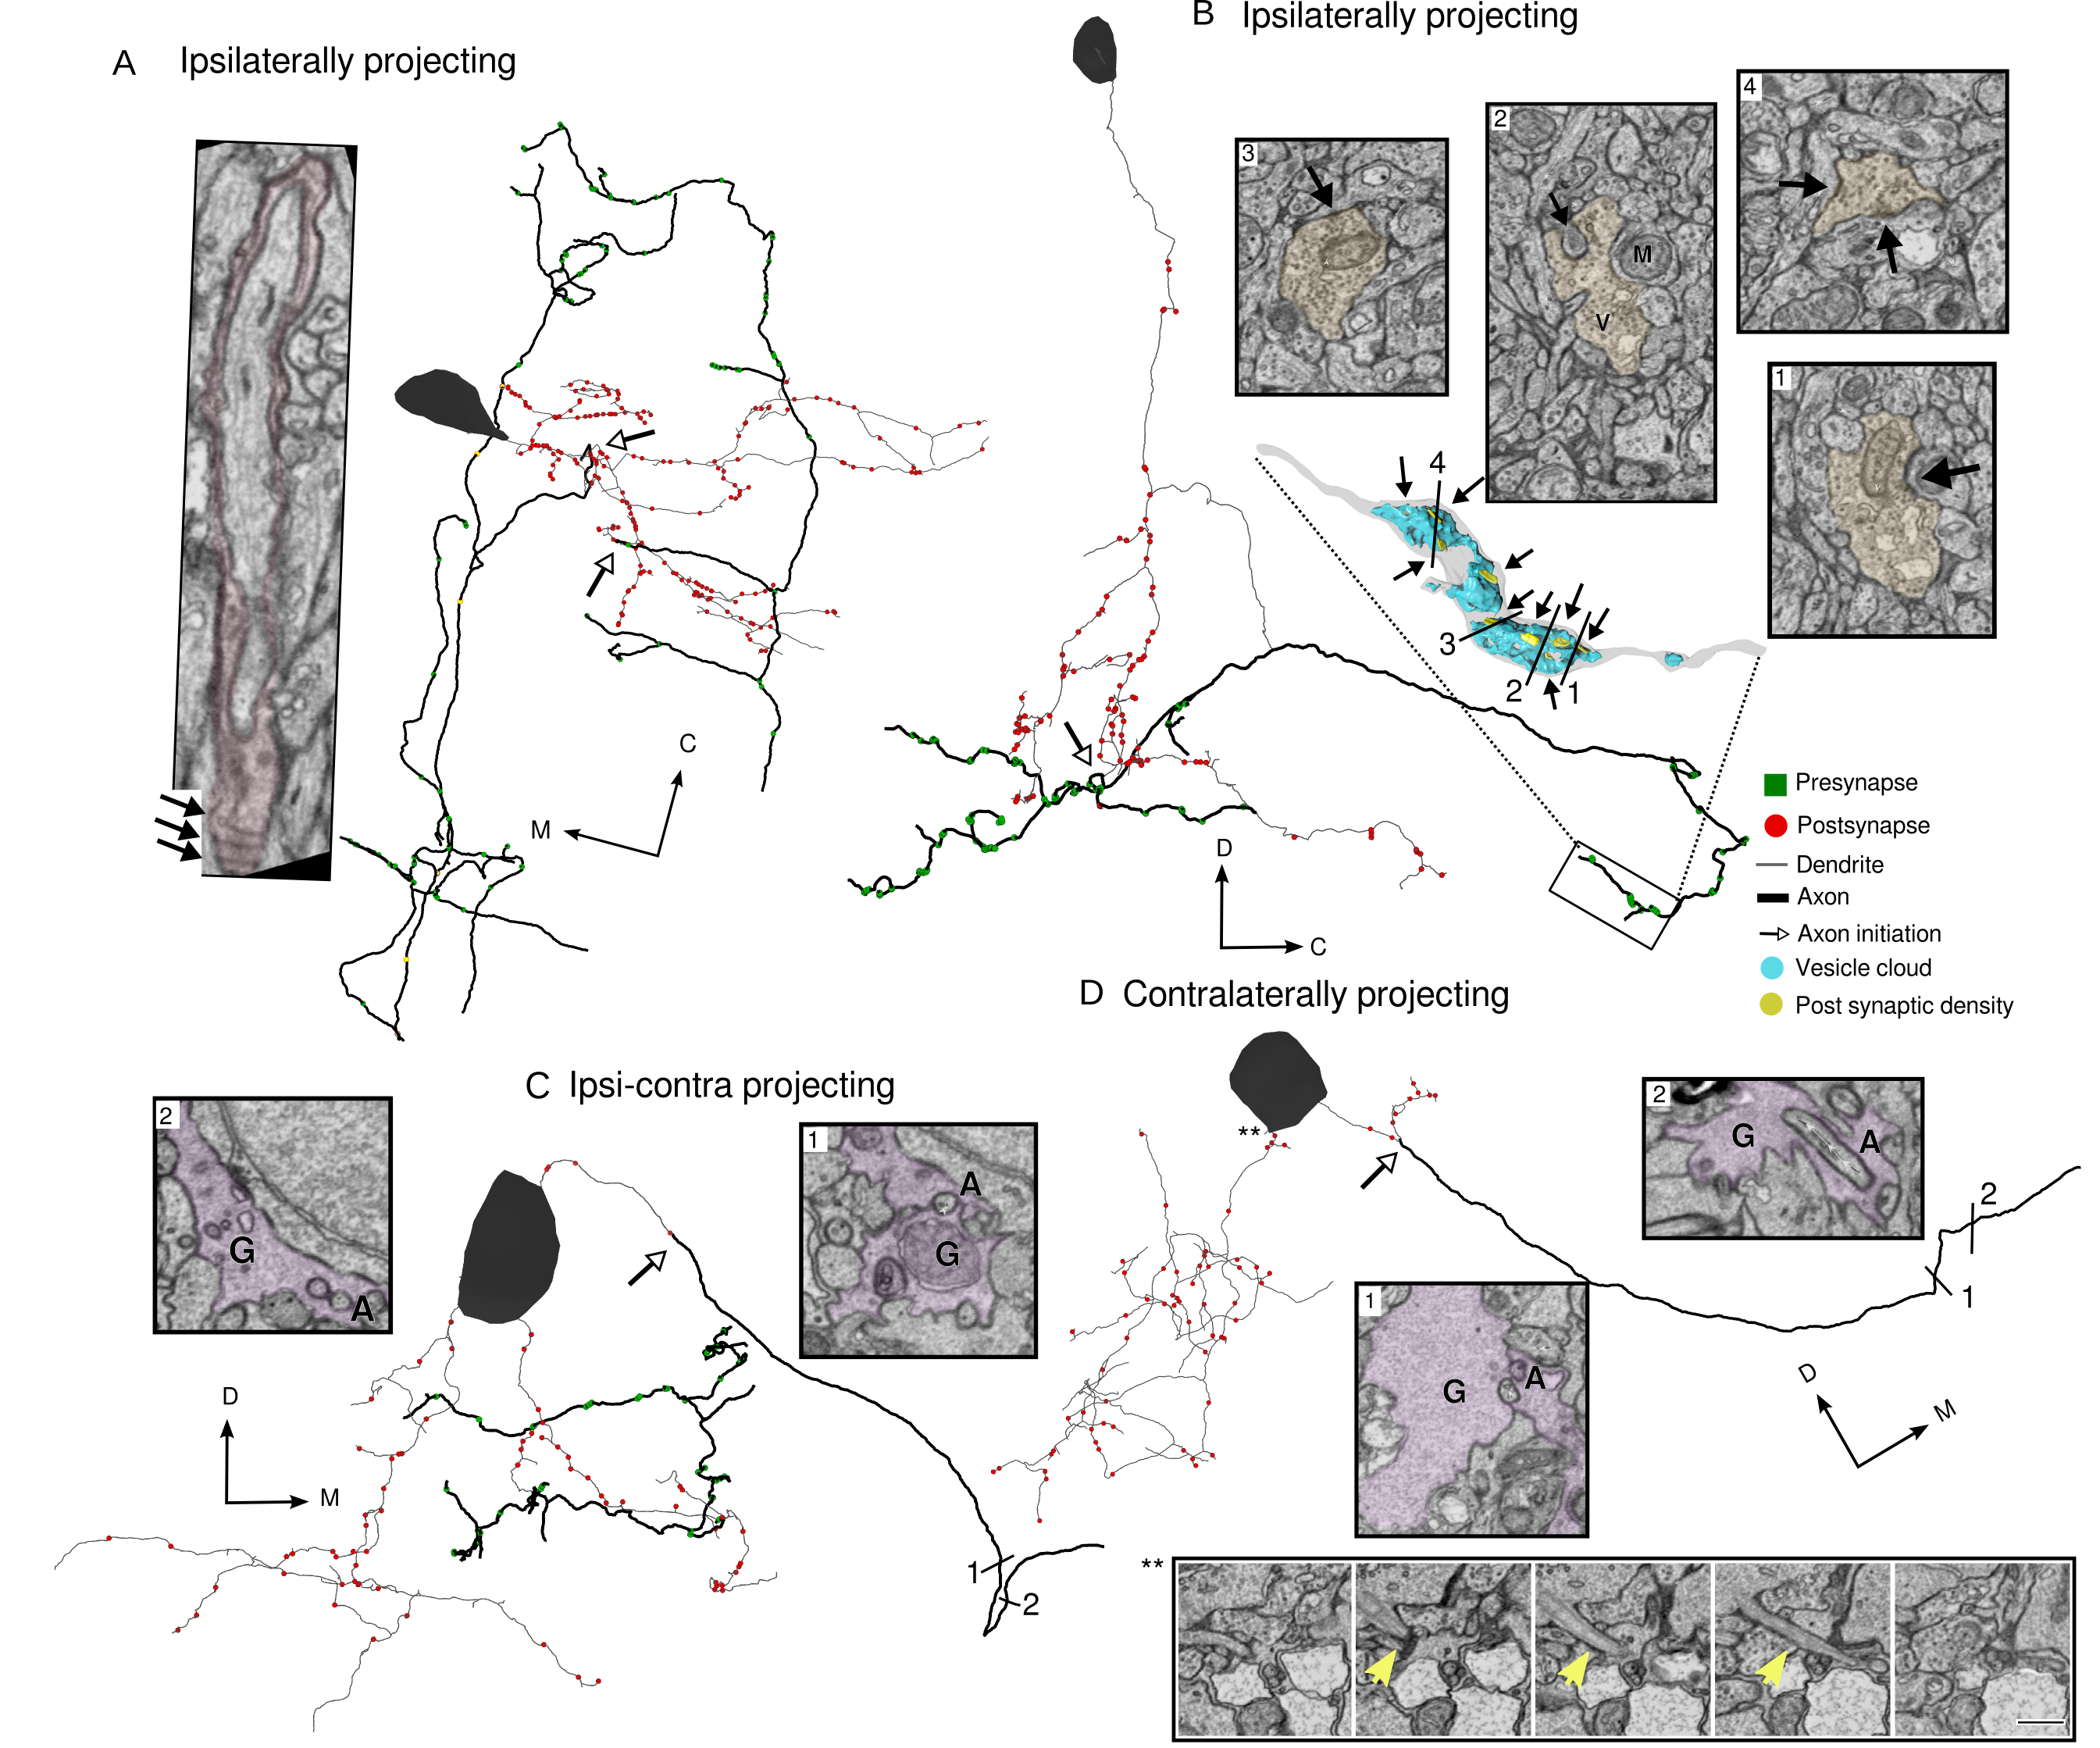 A Ipsilaterally projecting
B Ipsilaterally projecting
3
2
M
V
4
1
4
3
2
1
C
M
D
C
Presynapse
Postsynapse
Dendrite
Axon
Axon initiation
Vesicle cloud
Post synaptic density
C Ipsi-contra projecting
2
G
A
1
A
G
D
M
1
2
D Contralaterally projecting
**
2
G
A
2
1
1
G
A
D
M
**